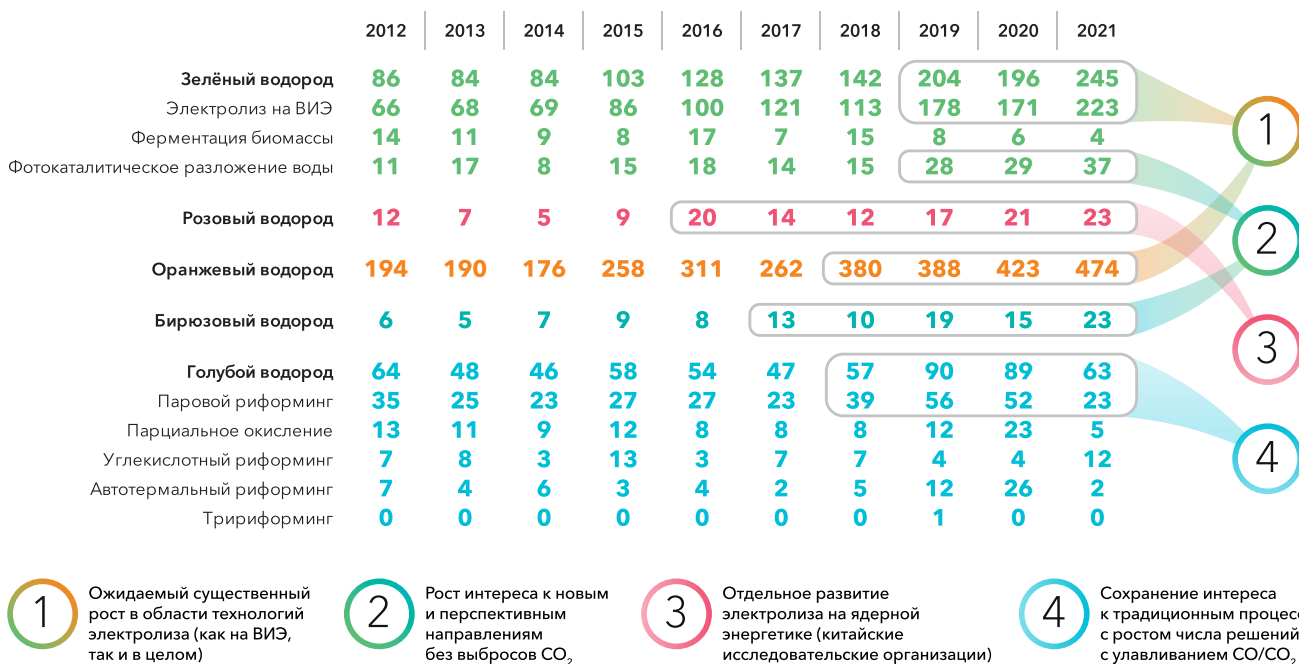 2012 2013 2014 2015 2016 2017 2018 2019 2020 2021
Зелёный водород 86 84 84 103 128 137 142 204 196 245
Электролиз на ВИЭ 66 68 69 86 100 121 113 178 171 223
Ферментация биомассы 14 11 9 8 17 7 15 8 6 4
Фотокаталитическое разложение воды 11 17 8 15 18 14 15 28 29 37
Розовый водород 12 7 5 9 20 14 12 17 21 23
Оранжевый водород 194 190 176 258 311 262 380 388 423 474
Бирюзовый водород 6 5 7 9 8 13 10 19 15 23
Голубой водород 64 48 46 58 54 47 57 90 89 63
Паровой риформинг 35 25 23 27 27 23 39 56 52 23
Парциальное окисление 13 11 9 12 8 8 8 12 23 5
Углекислотный риформинг 7 8 3 13 3 7 7 4 4 12
Автотермальный риформинг 7 4 6 3 4 2 5 12 26 2
Тририформинг 0 0 0 0 0 0 0 1 0 0
1
2
3
4
1
Ожидаемый существенный
рост в области технологий
электролиза (как на ВИЭ,
так и в целом)
2
Рост интереса к новым
и перспективным
направлениям
без выбросов CO₂
3
Отдельное развитие
электролиза на ядерной
энергетике (китайские
исследовательские организации)
4
Сохранение интереса
к традиционным процесс
с ростом числа решений
с улавливанием CO/CO₂